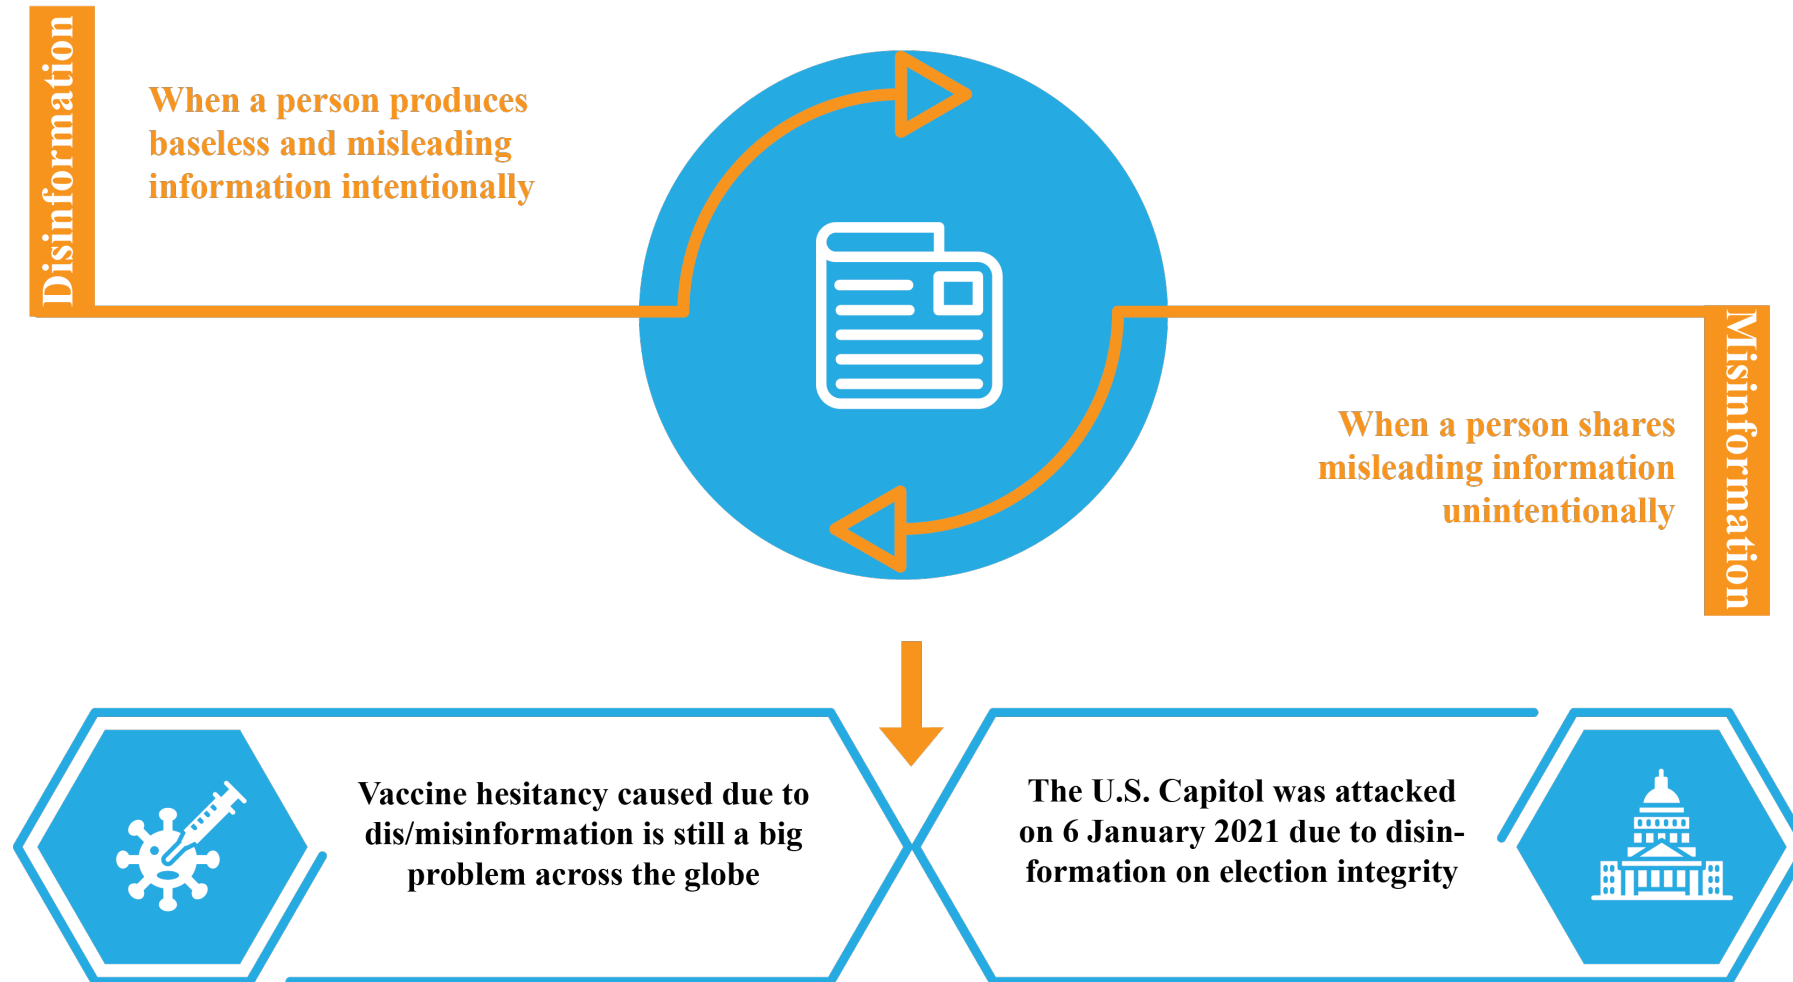 Disinformation
When a person produces
baseless and misleading
information intentionally
Misinformation
When a person shares
misleading information
unintentionally
Vaccine hesitancy caused due to
dis/misinformation is still a big
problem across the globe
The U.S. Capitol was attacked
on 6 January 2021 due to disin-
formation on election integrity